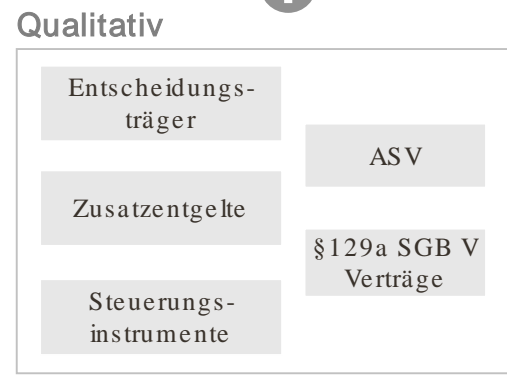 Qualitativ
Entscheidungs-
träger
Zusatzentgelte
Steuerungs-
instrumente
ASV
§129a SGB V
Verträge